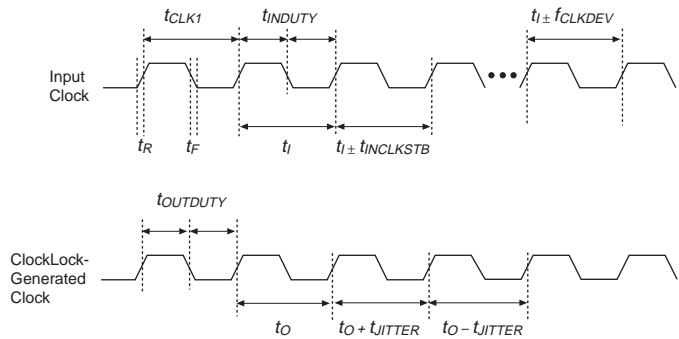 tCLK1
tINDUTY
tI ± fCLKDEV
Input
Clock
tR
tF
tI
tI ± tINCLKSTB
tOUTDUTY
ClockLock-
Generated
Clock
tO
tO + tJITTER
tO – tJITTER